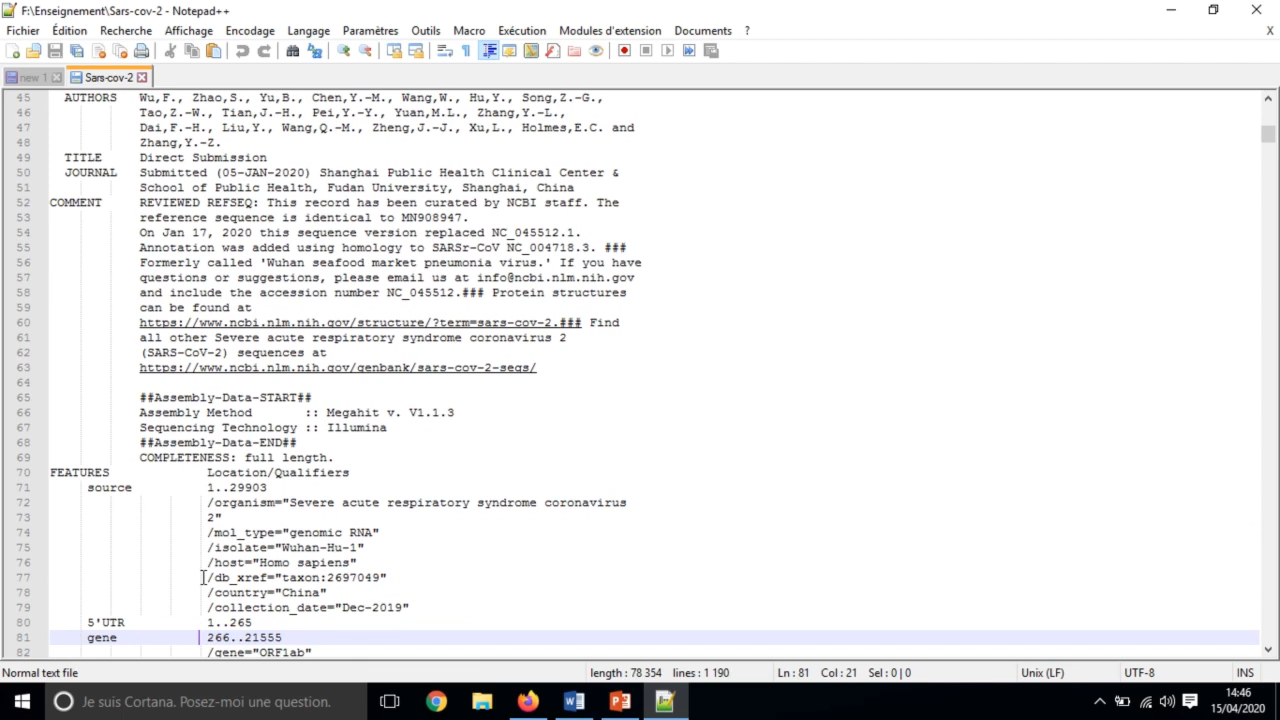 F:\Enseignement\Sars-cov-2 - Notepad++
Fichier Édition Recherche Affichage Encodage Langage Paramètres Outils Macro Exécution Modules d'extension Documents ? X
new 1 Sars-cov-2
45 AUTHORS Wu,F., Zhao,S., Yu,B., Chen,Y.-M., Wang,W., Hu,Y., Song,Z.-G.,
46 Tao,Z.-W., Tian,J.-H., Pei,Y.-Y., Yuan,M.L., Zhang,Y.-L.,
47 Dai,F.-H., Liu,Y., Wang,Q.-M., Zheng,J.-J., Xu,L., Holmes,E.C. and
48 Zhang,Y.-Z.
49 TITLE Direct Submission
50 JOURNAL Submitted (05-JAN-2020) Shanghai Public Health Clinical Center &
51 School of Public Health, Fudan University, Shanghai, China
52 COMMENT REVIEWED REFSEQ: This record has been curated by NCBI staff. The
53 reference sequence is identical to MN908947.
54 On Jan 17, 2020 this sequence version replaced NC_045512.1.
55 Annotation was added using homology to SARSr-CoV NC_004718.3. ###
56 Formerly called 'Wuhan seafood market pneumonia virus.' If you have
57 questions or suggestions, please email us at info@ncbi.nlm.nih.gov
58 and include the accession number NC_045512.### Protein structures
59 can be found at
60 https://www.ncbi.nlm.nih.gov/structure/?term=sars-cov-2.### Find
61 all other Severe acute respiratory syndrome coronavirus 2
62 (SARS-CoV-2) sequences at
63 https://www.ncbi.nlm.nih.gov/genbank/sars-cov-2-seqs/
64
65 ##Assembly-Data-START##
66 Assembly Method :: Megahit v. V1.1.3
67 Sequencing Technology :: Illumina
68 ##Assembly-Data-END##
69 COMPLETENESS: full length.
70 FEATURES Location/Qualifiers
71 source 1..29903
72 /organism="Severe acute respiratory syndrome coronavirus
73 2"
74 /mol_type="genomic RNA"
75 /isolate="Wuhan-Hu-1"
76 /host="Homo sapiens"
77 /db_xref="taxon:2697049"
78 /country="China"
79 /collection_date="Dec-2019"
80 5'UTR 1..265
81 gene 266..21555
82 /gene="ORF1ab"
Normal text file length : 78 354 lines : 1 190 Ln : 81 Col : 21 Sel : 0 | 0 Unix (LF) UTF-8 INS
Je suis Cortana. Posez-moi une question.
14:46
15/04/2020